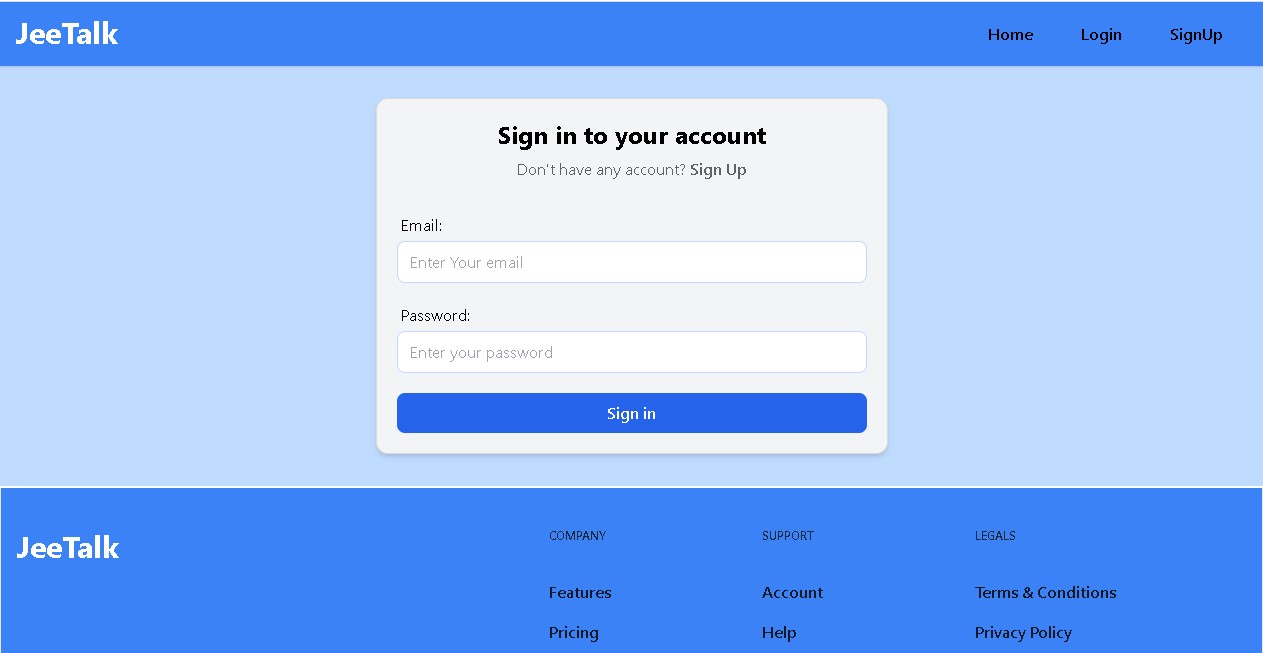 JeeTalk
Home Login SignUp
Sign in to your account
Don't have any account? Sign Up
Email:
Enter Your email
Password:
Enter your password
Sign in
JeeTalk
COMPANY SUPPORT LEGALS
Features Account Terms & Conditions
Pricing Help Privacy Policy